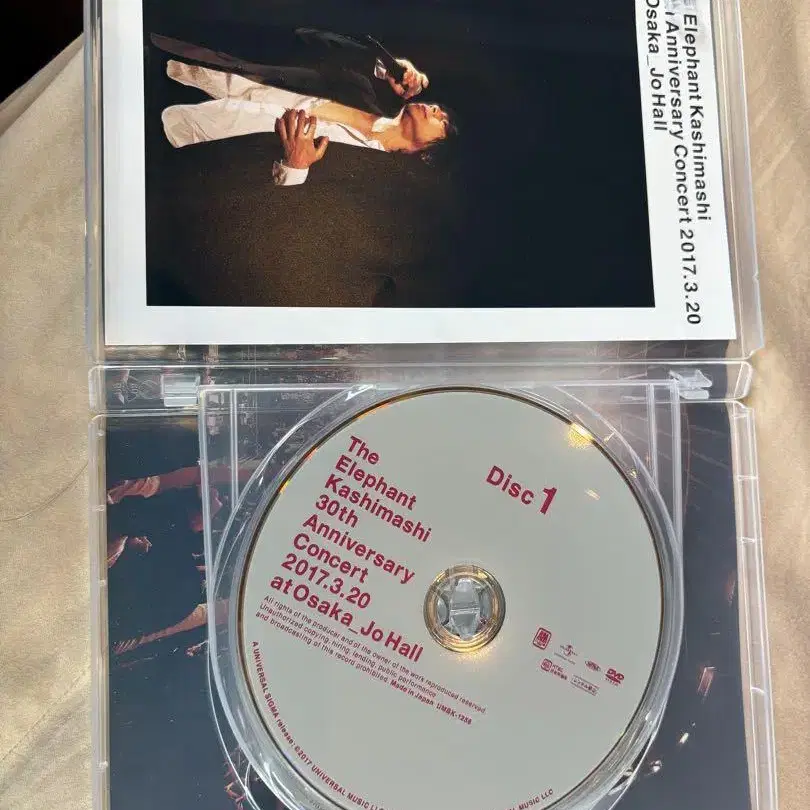 Elephant Kashimashi
Anniversary Concert 2017.3.20
Osaka_Jo Hall
Disc 1
The
Elephant
Kashimashi
30th
Anniversary
Concert
2017.3.20
at Osaka_Jo Hall
All rights of the producer and of the owner of the work reproduced reserved.
Unauthorized copying, hiring, lending, public performance
and broadcasting of this record prohibited. Made in Japan
A UNIVERSAL SIGMA release ©2017 UNIVERSAL MUSIC LLC
DVD